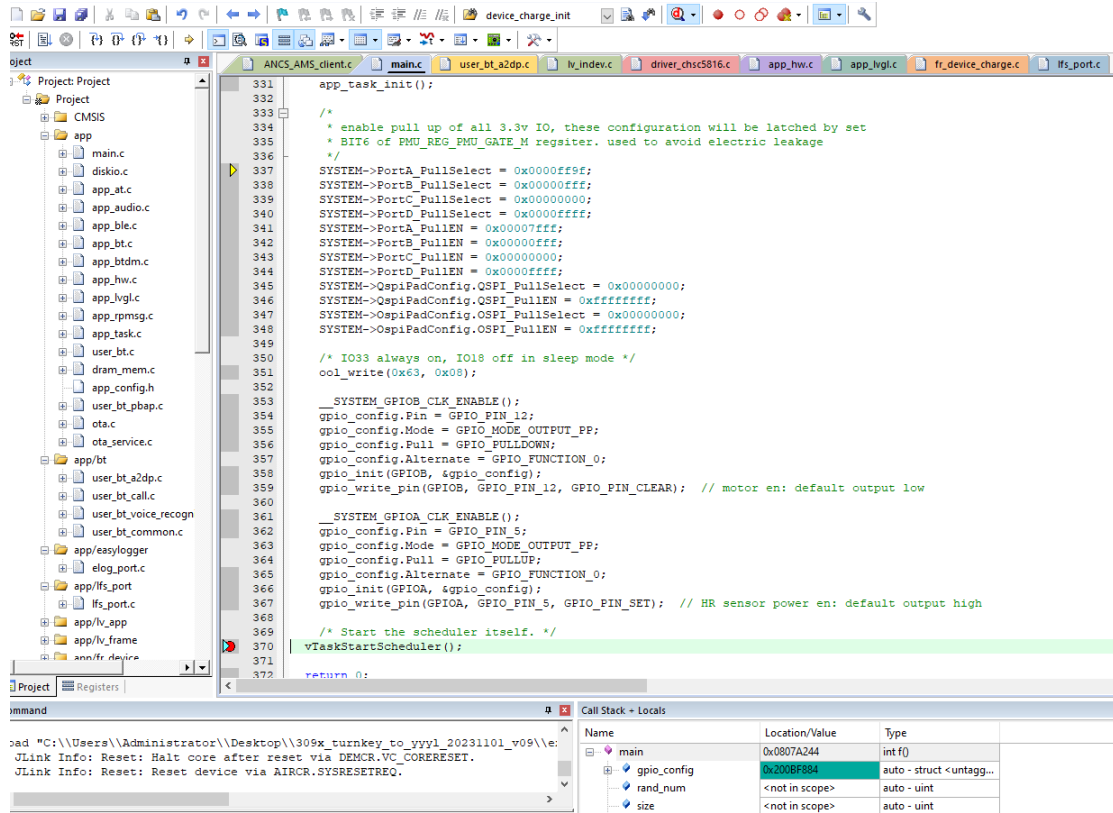 device_charge_init
oject
Project: Project
Project
CMSIS
app
main.c
diskio.c
app_at.c
app_audio.c
app_ble.c
app_bt.c
app_btdm.c
app_hw.c
app_lvgl.c
app_rpmsg.c
app_task.c
user_bt.c
dram_mem.c
app_config.h
user_bt_pbap.c
ota.c
ota_service.c
app/bt
user_bt_a2dp.c
user_bt_call.c
user_bt_voice_recogn
user_bt_common.c
app/easylogger
elog_port.c
app/lfs_port
lfs_port.c
app/lv_app
app/lv_frame
app/fr_device
Project Registers
ANCS_AMS_client.c main.c user_bt_a2dp.c lv_indev.c driver_chsc5816.c app_hw.c app_lvgl.c fr_device_charge.c lfs_port.c
331 app_task_init();
332
333 /*
334 * enable pull up of all 3.3v IO, these configuration will be latched by set
335 * BIT6 of PMU_REG_PMU_GATE_M regsiter. used to avoid electric leakage
336 */
337 SYSTEM->PortA_PullSelect = 0x0000ff9f;
338 SYSTEM->PortB_PullSelect = 0x00000fff;
339 SYSTEM->PortC_PullSelect = 0x00000000;
340 SYSTEM->PortD_PullSelect = 0x0000ffff;
341 SYSTEM->PortA_PullEN = 0x00007fff;
342 SYSTEM->PortB_PullEN = 0x00000fff;
343 SYSTEM->PortC_PullEN = 0x00000000;
344 SYSTEM->PortD_PullEN = 0x0000ffff;
345 SYSTEM->QspiPadConfig.QSPI_PullSelect = 0x00000000;
346 SYSTEM->QspiPadConfig.QSPI_PullEN = 0xffffffff;
347 SYSTEM->OspiPadConfig.OSPI_PullSelect = 0x00000000;
348 SYSTEM->OspiPadConfig.OSPI_PullEN = 0xffffffff;
349
350 /* IO33 always on, IO18 off in sleep mode */
351 ool_write(0x63, 0x08);
352
353 __SYSTEM_GPIOB_CLK_ENABLE();
354 gpio_config.Pin = GPIO_PIN_12;
355 gpio_config.Mode = GPIO_MODE_OUTPUT_PP;
356 gpio_config.Pull = GPIO_PULLDOWN;
357 gpio_config.Alternate = GPIO_FUNCTION_0;
358 gpio_init(GPIOB, &gpio_config);
359 gpio_write_pin(GPIOB, GPIO_PIN_12, GPIO_PIN_CLEAR); // motor en: default output low
360
361 __SYSTEM_GPIOA_CLK_ENABLE();
362 gpio_config.Pin = GPIO_PIN_5;
363 gpio_config.Mode = GPIO_MODE_OUTPUT_PP;
364 gpio_config.Pull = GPIO_PULLUP;
365 gpio_config.Alternate = GPIO_FUNCTION_0;
366 gpio_init(GPIOA, &gpio_config);
367 gpio_write_pin(GPIOA, GPIO_PIN_5, GPIO_PIN_SET); // HR sensor power en: default output high
368
369 /* Start the scheduler itself. */
370 vTaskStartScheduler();
371
372 return 0;
ommand
oad "C:\\Users\\Administrator\\Desktop\\309x_turnkey_to_yyyl_20231101_v09\\e
JLink Info: Reset: Halt core after reset via DEMCR.VC_CORERESET.
JLink Info: Reset: Reset device via AIRCR.SYSRESETREQ.
Call Stack + Locals
Name Location/Value Type
main 0x0807A244 int f()
gpio_config 0x200BF884 auto - struct <untagg...
rand_num <not in scope> auto - uint
size <not in scope> auto - uint